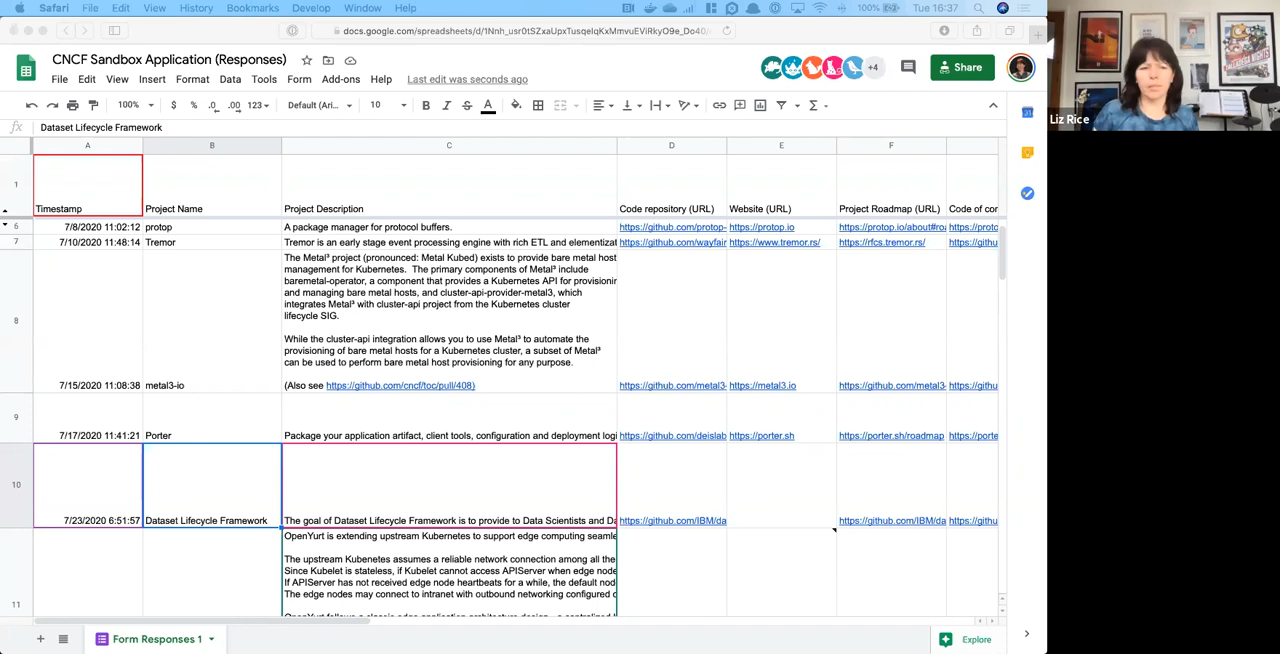 Safari File Edit View History Bookmarks Develop Window Help 100% Tue 16:37
docs.google.com/spreadsheets/d/1Nnh_usr0tSZxaUpxTusqeIqKxMmvuEViRkyO9e_Do40/
CNCF Sandbox Application (Responses)
File Edit View Insert Format Data Tools Form Add-ons Help Last edit was seconds ago
+4
Share
100% $ % .0 .00 123 Default (Ari... 10 B I S A
fx Dataset Lifecycle Framework
A B C D E F
1 Timestamp Project Name Project Description Code repository (URL) Website (URL) Project Roadmap (URL) Code of con
6 7/8/2020 11:02:12 protop A package manager for protocol buffers. https://github.com/protop- https://protop.io https://protop.io/about#roa https://proto
7 7/10/2020 11:48:14 Tremor Tremor is an early stage event processing engine with rich ETL and elementizat https://github.com/wayfair https://www.tremor.rs/ https://rfcs.tremor.rs/ https://githu
The Metal³ project (pronounced: Metal Kubed) exists to provide bare metal host
management for Kubernetes. The primary components of Metal³ include
baremetal-operator, a component that provides a Kubernetes API for provisionin
and managing bare metal hosts, and cluster-api-provider-metal3, which
integrates Metal³ with cluster-api project from the Kubernetes cluster
lifecycle SIG.
8
While the cluster-api integration allows you to use Metal³ to automate the
provisioning of bare metal hosts for a Kubernetes cluster, a subset of Metal³
can be used to perform bare metal host provisioning for any purpose.
7/15/2020 11:08:38 metal3-io (Also see https://github.com/cncf/toc/pull/408) https://github.com/metal3- https://metal3.io https://github.com/metal3- https://githu
9
7/17/2020 11:41:21 Porter Package your application artifact, client tools, configuration and deployment logi https://github.com/deislab https://porter.sh https://porter.sh/roadmap https://porte
10
7/23/2020 6:51:57 Dataset Lifecycle Framework The goal of Dataset Lifecycle Framework is to provide to Data Scientists and Da https://github.com/IBM/da https://github.com/IBM/da https://githu
OpenYurt is extending upstream Kubernetes to support edge computing seamle
The upstream Kubenetes assumes a reliable network connection among all the
Since Kubelet is stateless, if Kubelet cannot access APIServer when edge node
If APIServer has not received edge node heartbeats for a while, the default nod
The edge nodes may connect to intranet with outbound networking configured
11
Form Responses 1
Explore
Liz Rice